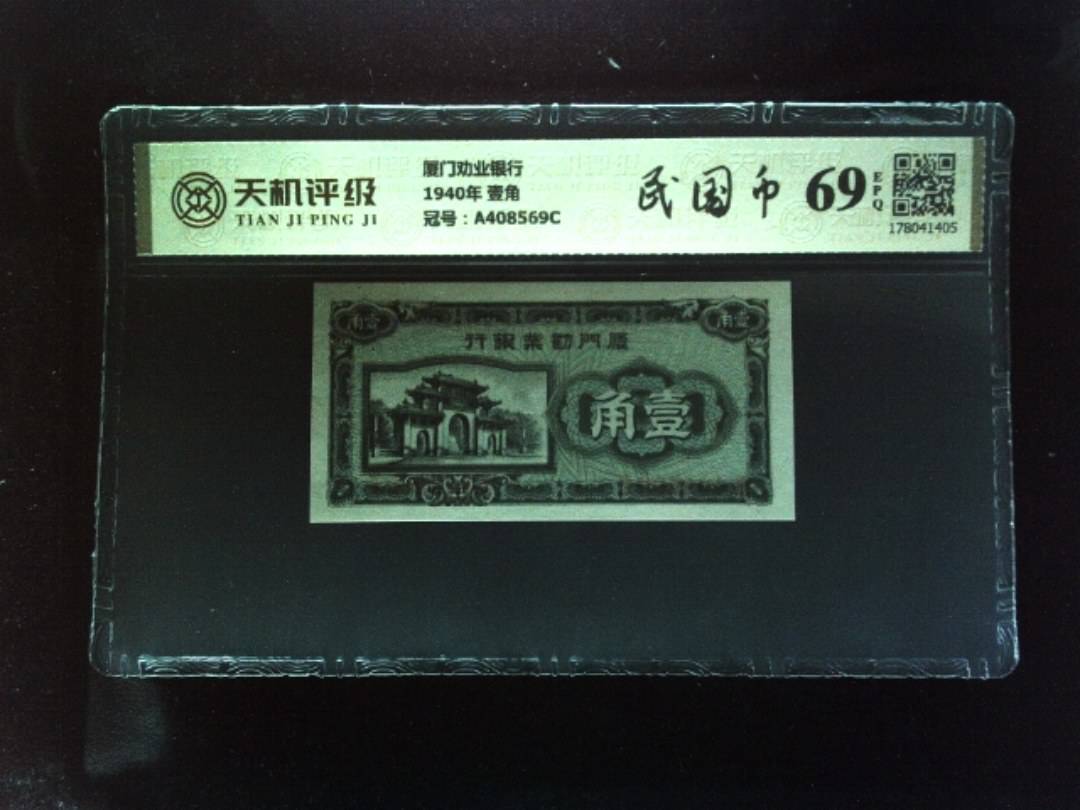 天机评级
TIAN JI PING JI
厦门劝业银行
1940年 壹角
冠号：A408569C
民国币
69
EPQ
178041405
壹角
壹角
廈門勸業銀行
壹角